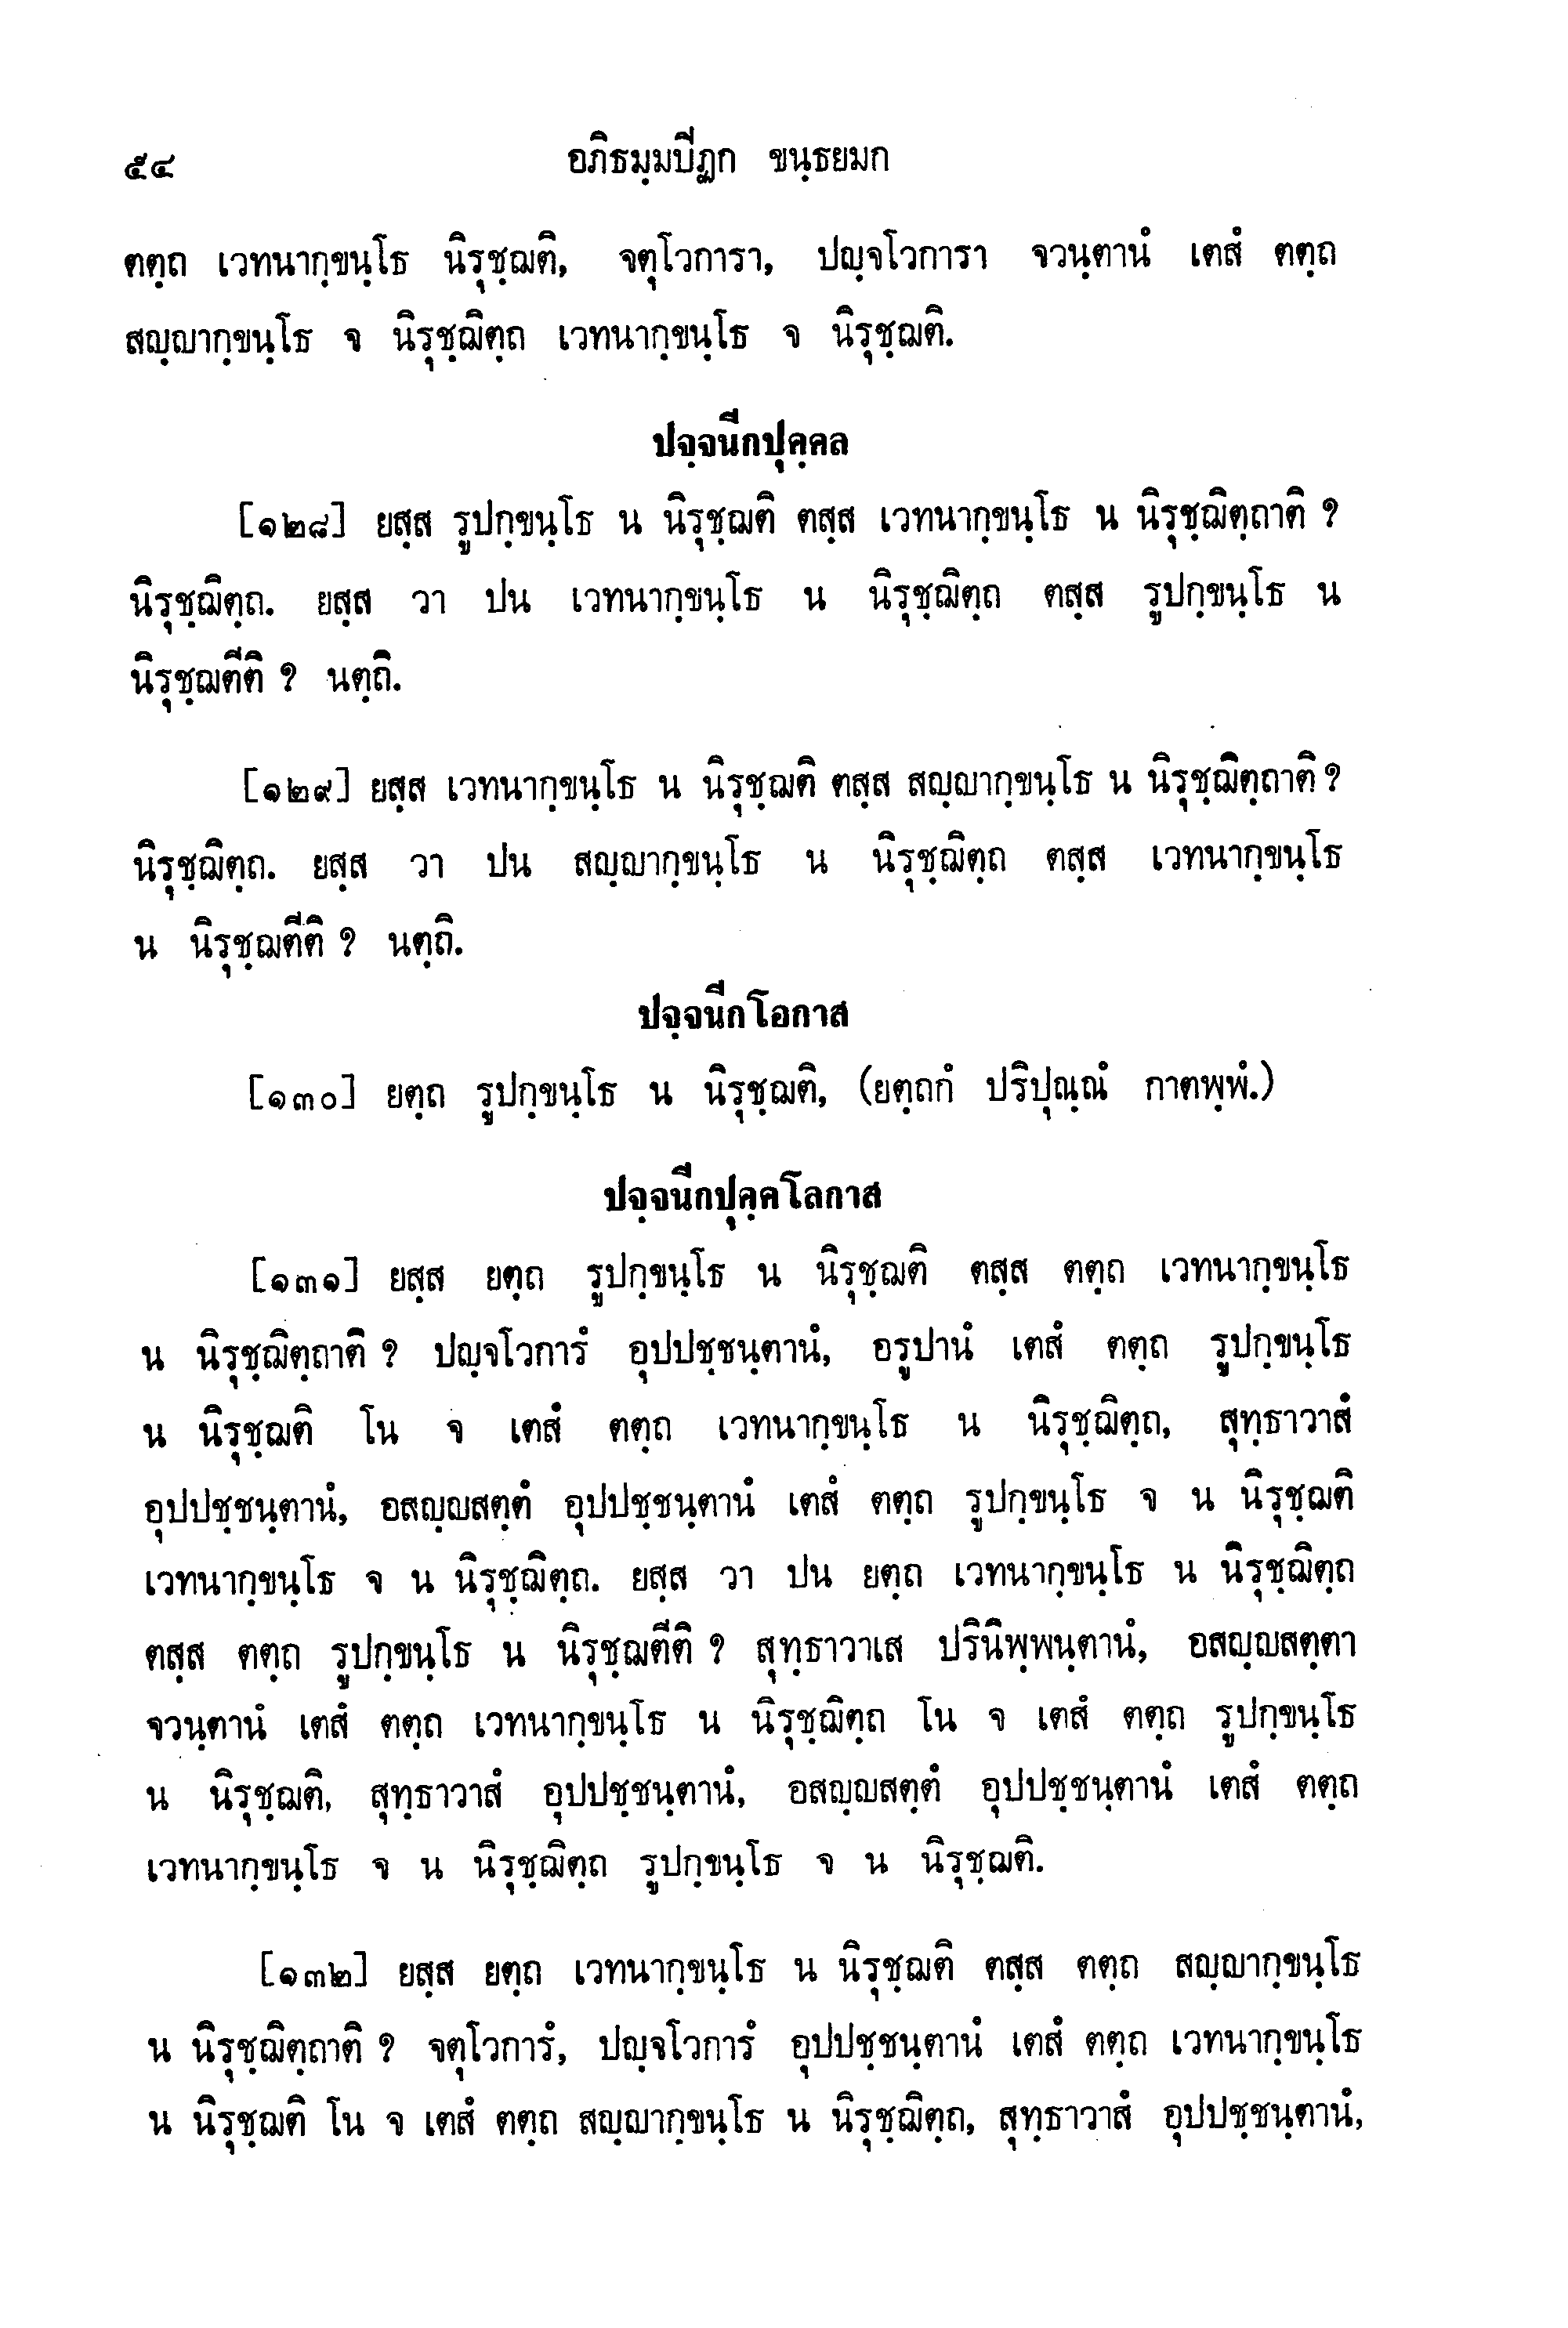 ๕๔ อภิธมฺมปีฏก ขนฺธยมก
ตตฺถ เวทนากฺขนฺโธ นิรุชฺฌติ, จตุโวการา, ปญฺจโวการา จวนฺตานํ เตสํ ตตฺถ
สญฺญากฺขนฺโธ จ นิรุชฺฌิตฺถ เวทนากฺขนฺโธ จ นิรุชฺฌติ.
ปจฺจนีกปุคฺคล
[๑๒๘] ยสฺส รูปกฺขนฺโธ น นิรุชฺฌติ ตสฺส เวทนากฺขนฺโธ น นิรุชฺฌิตฺถาติ ?
นิรุชฺฌิตฺถ. ยสฺส วา ปน เวทนากฺขนฺโธ น นิรุชฺฌิตฺถ ตสฺส รูปกฺขนฺโธ น
นิรุชฺฌตีติ ? นตฺถิ.
[๑๒๙] ยสฺส เวทนากฺขนฺโธ น นิรุชฺฌติ ตสฺส สญฺญากฺขนฺโธ น นิรุชฺฌิตฺถาติ ?
นิรุชฺฌิตฺถ. ยสฺส วา ปน สญฺญากฺขนฺโธ น นิรุชฺฌิตฺถ ตสฺส เวทนากฺขนฺโธ
น นิรุชฺฌตีติ ? นตฺถิ.
ปจฺจนีกโอกาส
[๑๓๐] ยตฺถ รูปกฺขนฺโธ น นิรุชฺฌติ, (ยตฺถกํ ปริปุณฺณํ กาตพฺพํ.)
ปจฺจนีกปุคฺคโลกาส
[๑๓๑] ยสฺส ยตฺถ รูปกฺขนฺโธ น นิรุชฺฌติ ตสฺส ตตฺถ เวทนากฺขนฺโธ
น นิรุชฺฌิตฺถาติ ? ปญฺจโวการํ อุปปชฺชนฺตานํ, อรูปานํ เตสํ ตตฺถ รูปกฺขนฺโธ
น นิรุชฺฌติ โน จ เตสํ ตตฺถ เวทนากฺขนฺโธ น นิรุชฺฌิตฺถ, สุทฺธาวาสํ
อุปปชฺชนฺตานํ, อสญฺญสตฺตํ อุปปชฺชนฺตานํ เตสํ ตตฺถ รูปกฺขนฺโธ จ น นิรุชฺฌติ
เวทนากฺขนฺโธ จ น นิรุชฺฌิตฺถ. ยสฺส วา ปน ยตฺถ เวทนากฺขนฺโธ น นิรุชฺฌิตฺถ
ตสฺส ตตฺถ รูปกฺขนฺโธ น นิรุชฺฌตีติ ? สุทฺธาวาเส ปรินิพฺพนฺตานํ, อสญฺญสตฺตา
จวนฺตานํ เตสํ ตตฺถ เวทนากฺขนฺโธ น นิรุชฺฌิตฺถ โน จ เตสํ ตตฺถ รูปกฺขนฺโธ
น นิรุชฺฌติ, สุทฺธาวาสํ อุปปชฺชนฺตานํ, อสญฺญสตฺตํ อุปปชฺชนฺตานํ เตสํ ตตฺถ
เวทนากฺขนฺโธ จ น นิรุชฺฌิตฺถ รูปกฺขนฺโธ จ น นิรุชฺฌติ.
[๑๓๒] ยสฺส ยตฺถ เวทนากฺขนฺโธ น นิรุชฺฌติ ตสฺส ตตฺถ สญฺญากฺขนฺโธ
น นิรุชฺฌิตฺถาติ ? จตุโวการํ, ปญฺจโวการํ อุปปชฺชนฺตานํ เตสํ ตตฺถ เวทนากฺขนฺโธ
น นิรุชฺฌติ โน จ เตสํ ตตฺถ สญฺญากฺขนฺโธ น นิรุชฺฌิตฺถ, สุทฺธาวาสํ อุปปชฺชนฺตานํ,